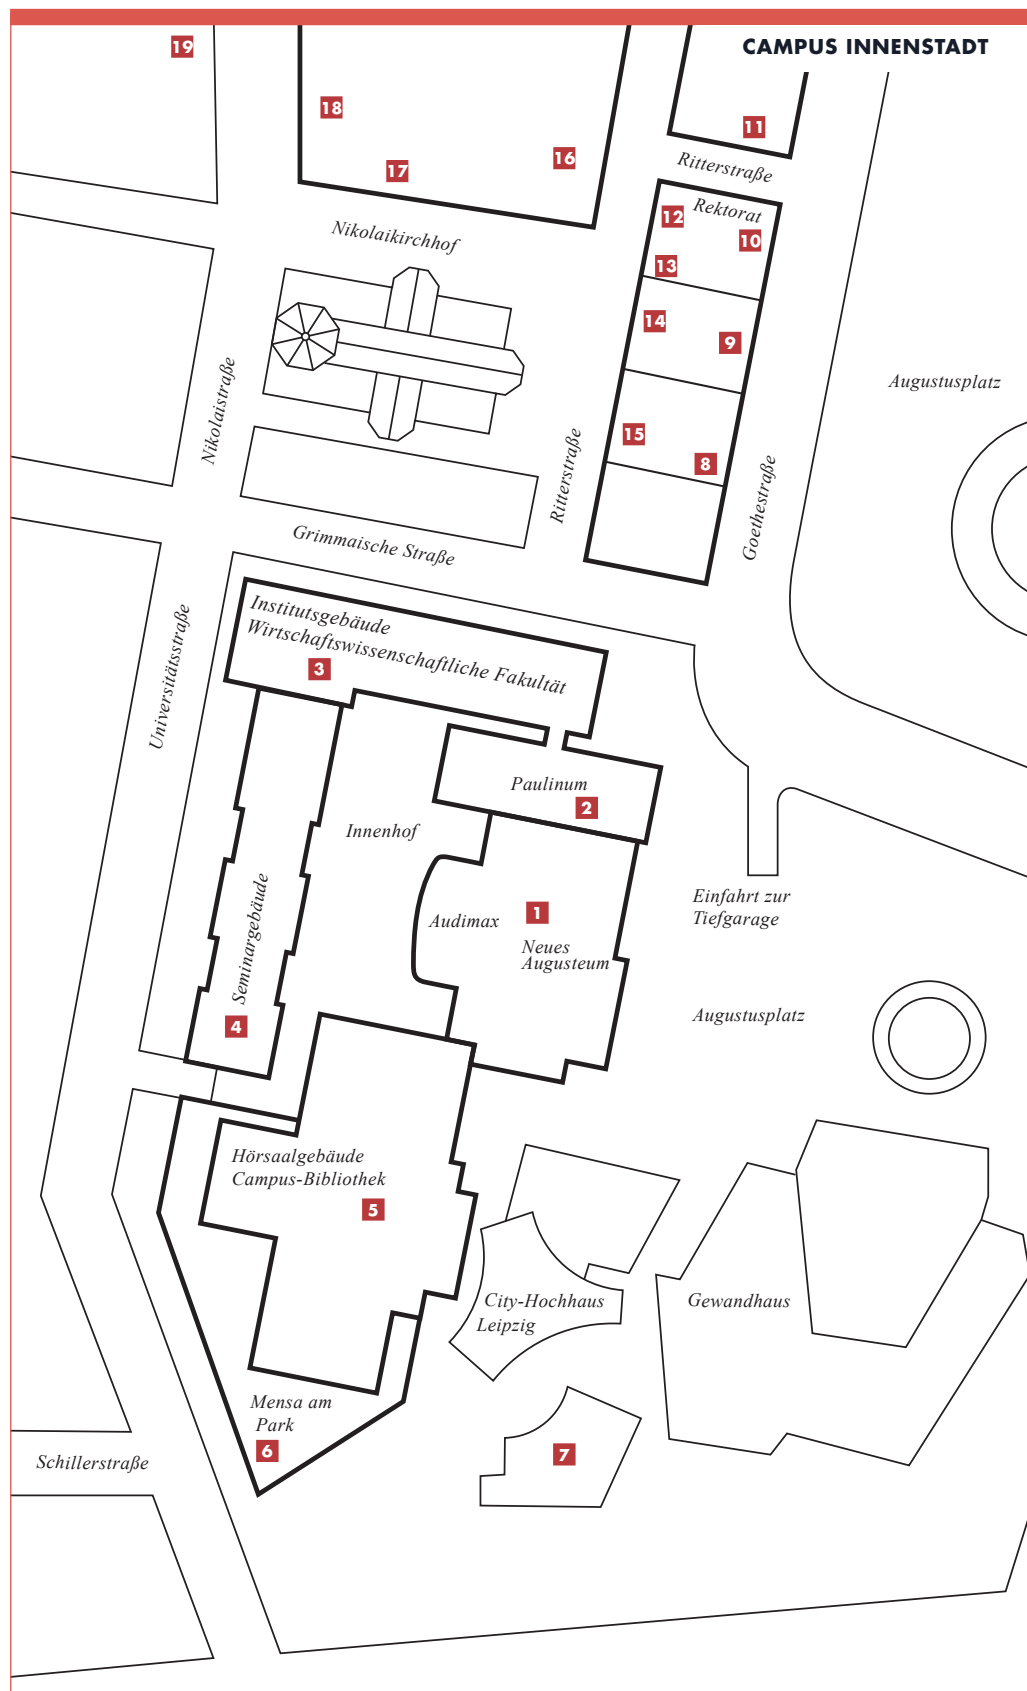 CAMPUS INNENSTADT
19
18
11
17
16
Ritterstraße
Rektorat
12
10
Nikolaikirchhof
13
14
9
Augustusplatz
Nikolaistraße
15
8
Ritterstraße
Goethestraße
Grimmaische Straße
Institutsgebäude
Wirtschaftswissenschaftliche Fakultät
3
Universitätsstraße
Paulinum
2
Innenhof
Einfahrt zur
Tiefgarage
1
Audimax
Neues
Augusteum
Seminargebäude
4
Augustusplatz
Hörsaalgebäude
Campus-Bibliothek
5
City-Hochhaus
Leipzig
Gewandhaus
Mensa am
Park
6
7
Schillerstraße